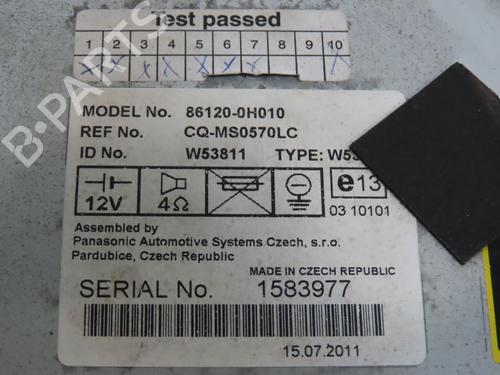 Test passed
1 2 3 4 5 6 7 8 9 10
MODEL No. 86120-0H010
REF No. CQ-MS0570LC
ID No. W53811 TYPE: W53
12V 4Ω e13
03 10101
Assembled by
Panasonic Automotive Systems Czech, s.r.o.
Pardubice, Czech Republic
MADE IN CZECH REPUBLIC
SERIAL No. 1583977
15.07.2011
B-PARTS